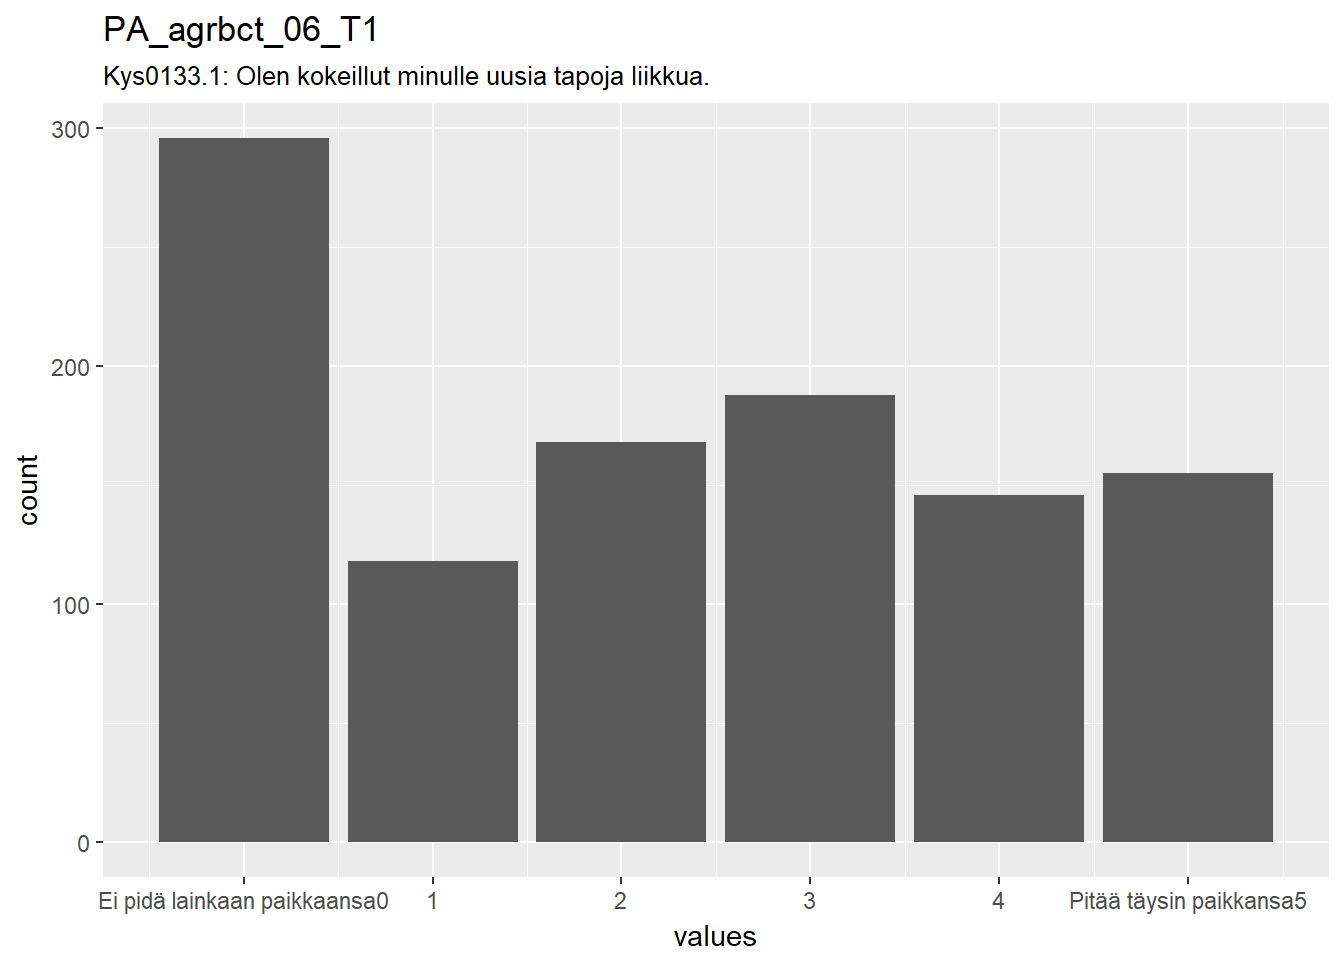 PA_agrbct_06_T1
Kys0133.1: Olen kokeillut minulle uusia tapoja liikkua.
300
200
100
0
count
Ei pidä lainkaan paikkaansa0 1 2 3 4 Pitää täysin paikkansa5
values